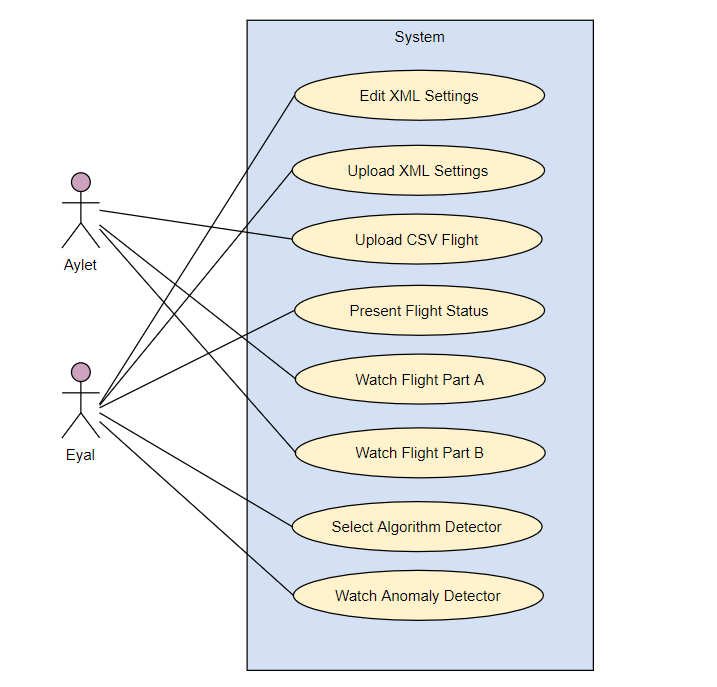 System
Edit XML Settings
Upload XML Settings
Upload CSV Flight
Aylet
Present Flight Status
Watch Flight Part A
Eyal
Watch Flight Part B
Select Algorithm Detector
Watch Anomaly Detector